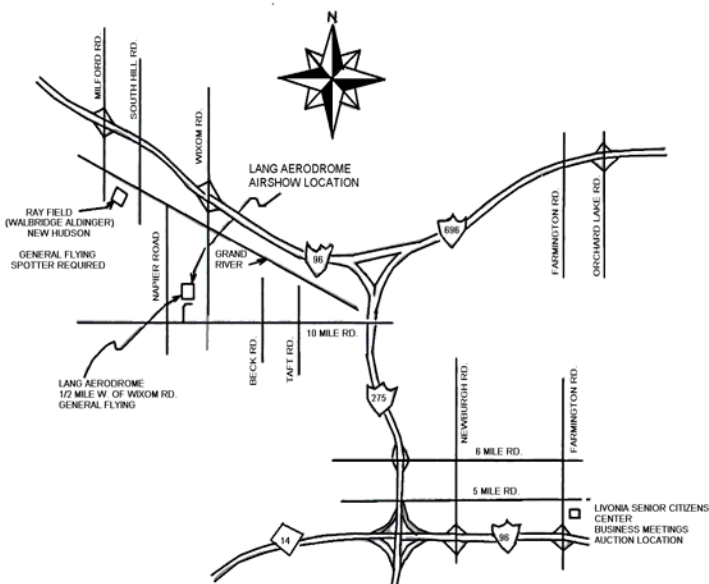 N
MILFORD RD.
SOUTH HILL RD.
WIXOM RD.
LANG AERODROME
AIRSHOW LOCATION
RAY FIELD
(WALBRIDGE ALDINGER)
NEW HUDSON
GENERAL FLYING
SPOTTER REQUIRED
NAPIER ROAD
GRAND
RIVER
96
696
FARMINGTON RD.
ORCHARD LAKE RD.
10 MILE RD.
BECK RD.
TAFT RD.
LANG AERODROME
1/2 MILE W. OF WIXOM RD.
GENERAL FLYING
275
NEWBURGH RD.
FARMINGTON RD.
6 MILE RD.
5 MILE RD.
LIVONIA SENIOR CITIZENS
CENTER
BUSINESS MEETINGS
AUCTION LOCATION
14
96